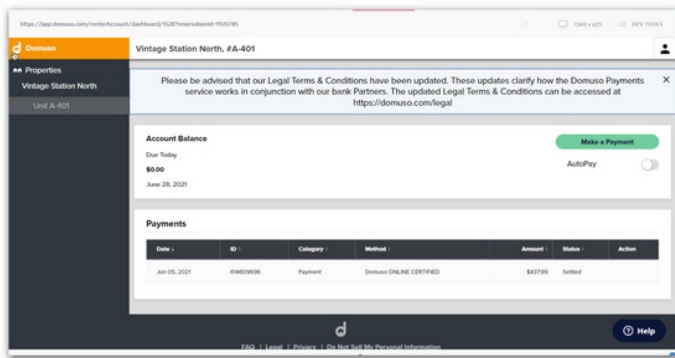 https://app.domuso.com/renterAccount/dashboard/1528?reservationId=1920785
1349 x 625 DEV TOOLS
Domuso
Vintage Station North, #A-401
Properties
Vintage Station North
Unit A-401
Please be advised that our Legal Terms & Conditions have been updated. These updates clarify how the Domuso Payments
service works in conjunction with our bank Partners. The updated Legal Terms & Conditions can be accessed at
https://domuso.com/legal
Account Balance
Due Today
$0.00
June 28, 2021
Make a Payment
AutoPay
Payments
Date ID Category Method Amount Status Action
Jun 05, 2021 614609696 Payment Domuso ONLINE CERTIFIED $437.99 Settled
FAQ | Legal | Privacy | Do Not Sell My Personal Information
Help